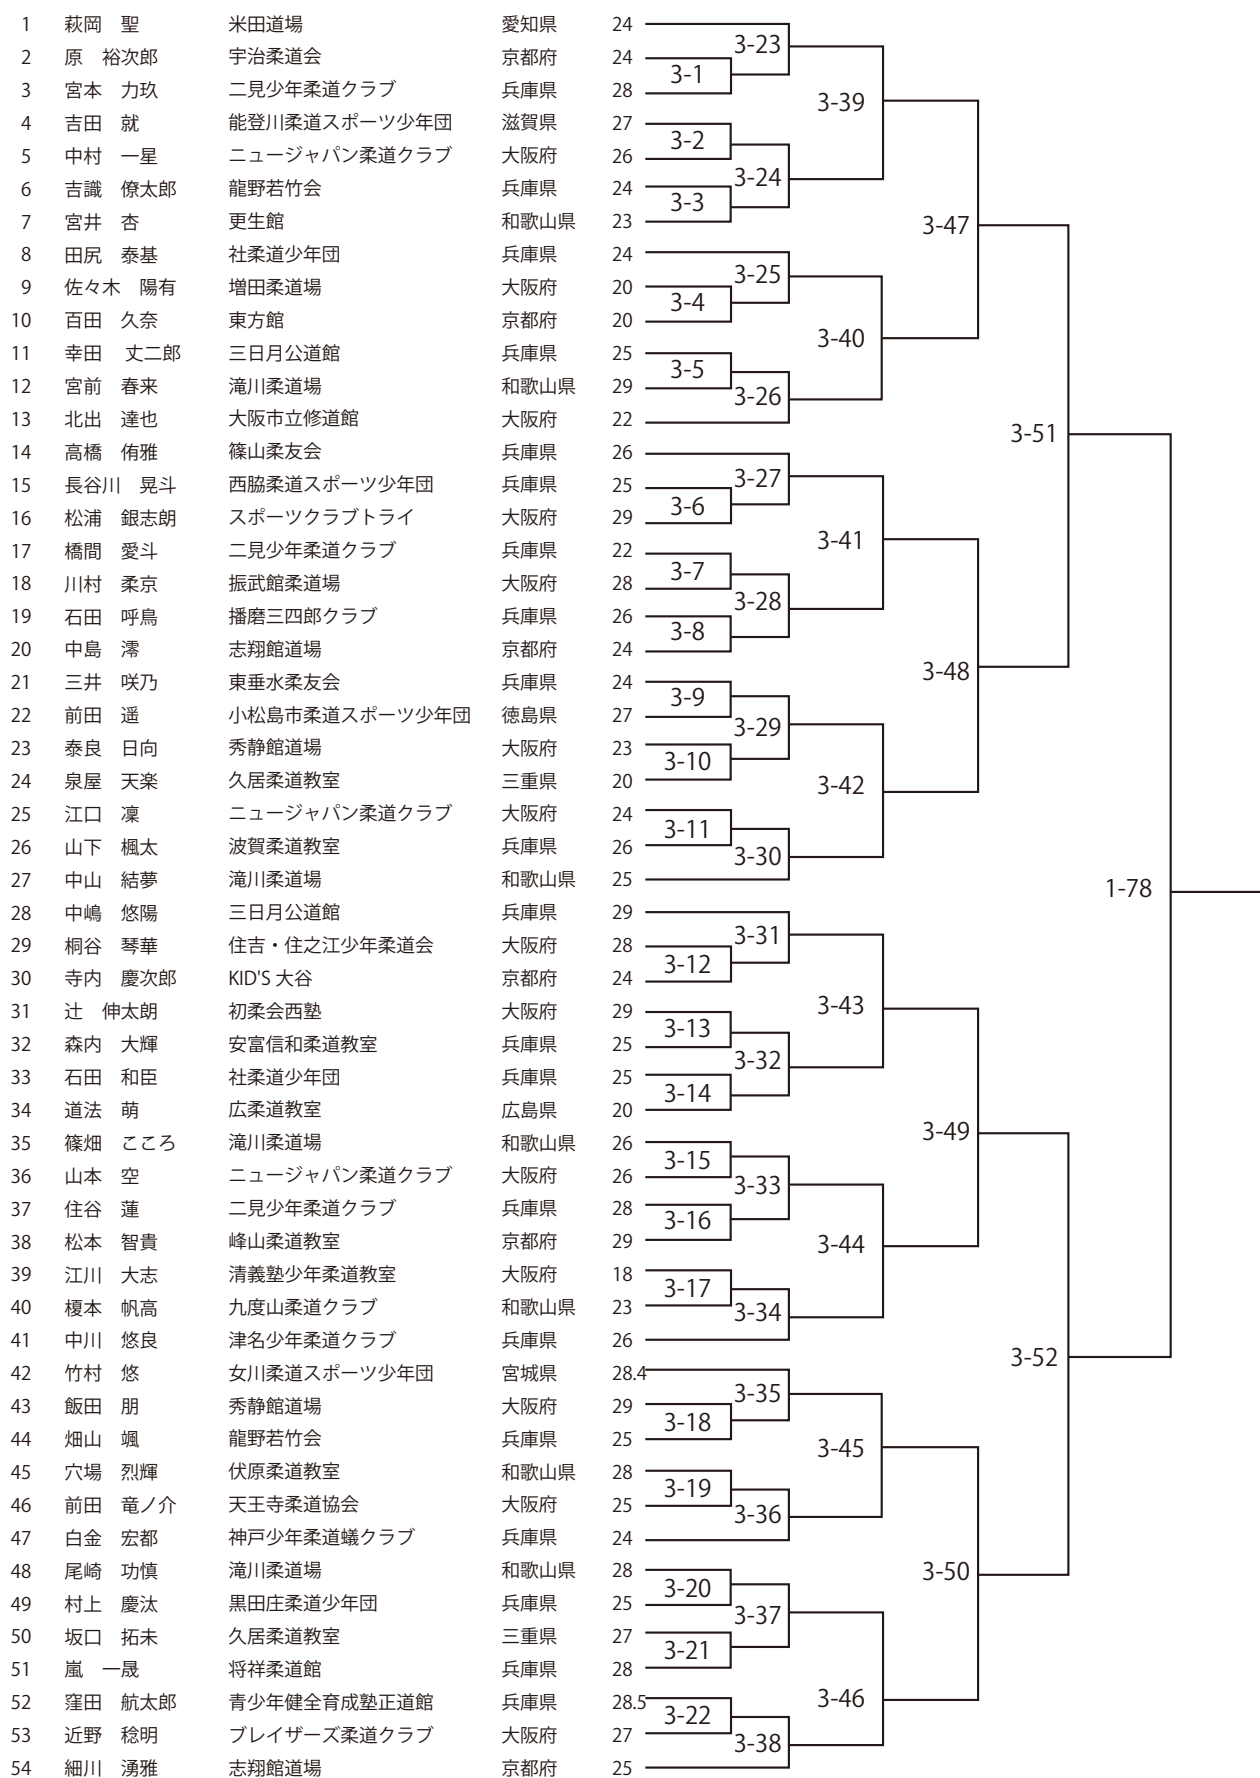 1 萩岡 聖 米田道場 愛知県 24
2 原 裕次郎 宇治柔道会 京都府 24
3 宮本 力玖 二見少年柔道クラブ 兵庫県 28
4 吉田 就 能登川柔道スポーツ少年団 滋賀県 27
5 中村 一星 ニュージャパン柔道クラブ 大阪府 26
6 吉識 僚太郎 龍野若竹会 兵庫県 24
7 宮井 杏 更生館 和歌山県 23
8 田尻 泰基 社柔道少年団 兵庫県 24
9 佐々木 陽有 増田柔道場 大阪府 20
10 百田 久奈 東方館 京都府 20
11 幸田 丈二郎 三日月公道館 兵庫県 25
12 宮前 春来 滝川柔道場 和歌山県 29
13 北出 達也 大阪市立修道館 大阪府 22
14 高橋 侑雅 篠山柔友会 兵庫県 26
15 長谷川 晃斗 西脇柔道スポーツ少年団 兵庫県 25
16 松浦 銀志朗 スポーツクラブトライ 大阪府 29
17 橋間 愛斗 二見少年柔道クラブ 兵庫県 22
18 川村 柔京 振武館柔道場 大阪府 28
19 石田 呼鳥 播磨三四郎クラブ 兵庫県 26
20 中島 澪 志翔館道場 京都府 24
21 三井 咲乃 東垂水柔友会 兵庫県 24
22 前田 遥 小松島市柔道スポーツ少年団 徳島県 27
23 泰良 日向 秀静館道場 大阪府 23
24 泉屋 天楽 久居柔道教室 三重県 20
25 江口 凜 ニュージャパン柔道クラブ 大阪府 24
26 山下 楓太 波賀柔道教室 兵庫県 26
27 中山 結夢 滝川柔道場 和歌山県 25
28 中嶋 悠陽 三日月公道館 兵庫県 29
29 桐谷 琴華 住吉・住之江少年柔道会 大阪府 28
30 寺内 慶次郎 KID'S 大谷 京都府 24
31 辻 伸太朗 初柔会西塾 大阪府 29
32 森内 大輝 安富信和柔道教室 兵庫県 25
33 石田 和臣 社柔道少年団 兵庫県 25
34 道法 萌 広柔道教室 広島県 20
35 篠畑 こころ 滝川柔道場 和歌山県 26
36 山本 空 ニュージャパン柔道クラブ 大阪府 26
37 住谷 蓮 二見少年柔道クラブ 兵庫県 28
38 松本 智貴 峰山柔道教室 京都府 29
39 江川 大志 清義塾少年柔道教室 大阪府 18
40 榎本 帆高 九度山柔道クラブ 和歌山県 23
41 中川 悠良 津名少年柔道クラブ 兵庫県 26
42 竹村 悠 女川柔道スポーツ少年団 宮城県 28.4
43 飯田 朋 秀静館道場 大阪府 29
44 畑山 颯 龍野若竹会 兵庫県 25
45 穴場 烈輝 伏原柔道教室 和歌山県 28
46 前田 竜ノ介 天王寺柔道協会 大阪府 25
47 白金 宏都 神戸少年柔道蟻クラブ 兵庫県 24
48 尾崎 功慎 滝川柔道場 和歌山県 28
49 村上 慶汰 黒田庄柔道少年団 兵庫県 25
50 坂口 拓未 久居柔道教室 三重県 27
51 嵐 一晟 将祥柔道館 兵庫県 28
52 窪田 航太郎 青少年健全育成塾正道館 兵庫県 28.5
53 近野 稔明 ブレイザーズ柔道クラブ 大阪府 27
54 細川 湧雅 志翔館道場 京都府 25
3-1
3-2
3-3
3-4
3-5
3-6
3-7
3-8
3-9
3-10
3-11
3-12
3-13
3-14
3-15
3-16
3-17
3-18
3-19
3-20
3-21
3-22
3-23
3-24
3-25
3-26
3-27
3-28
3-29
3-30
3-31
3-32
3-33
3-34
3-35
3-36
3-37
3-38
3-39
3-40
3-41
3-42
3-43
3-44
3-45
3-46
3-47
3-48
3-49
3-50
3-51
3-52
1-78